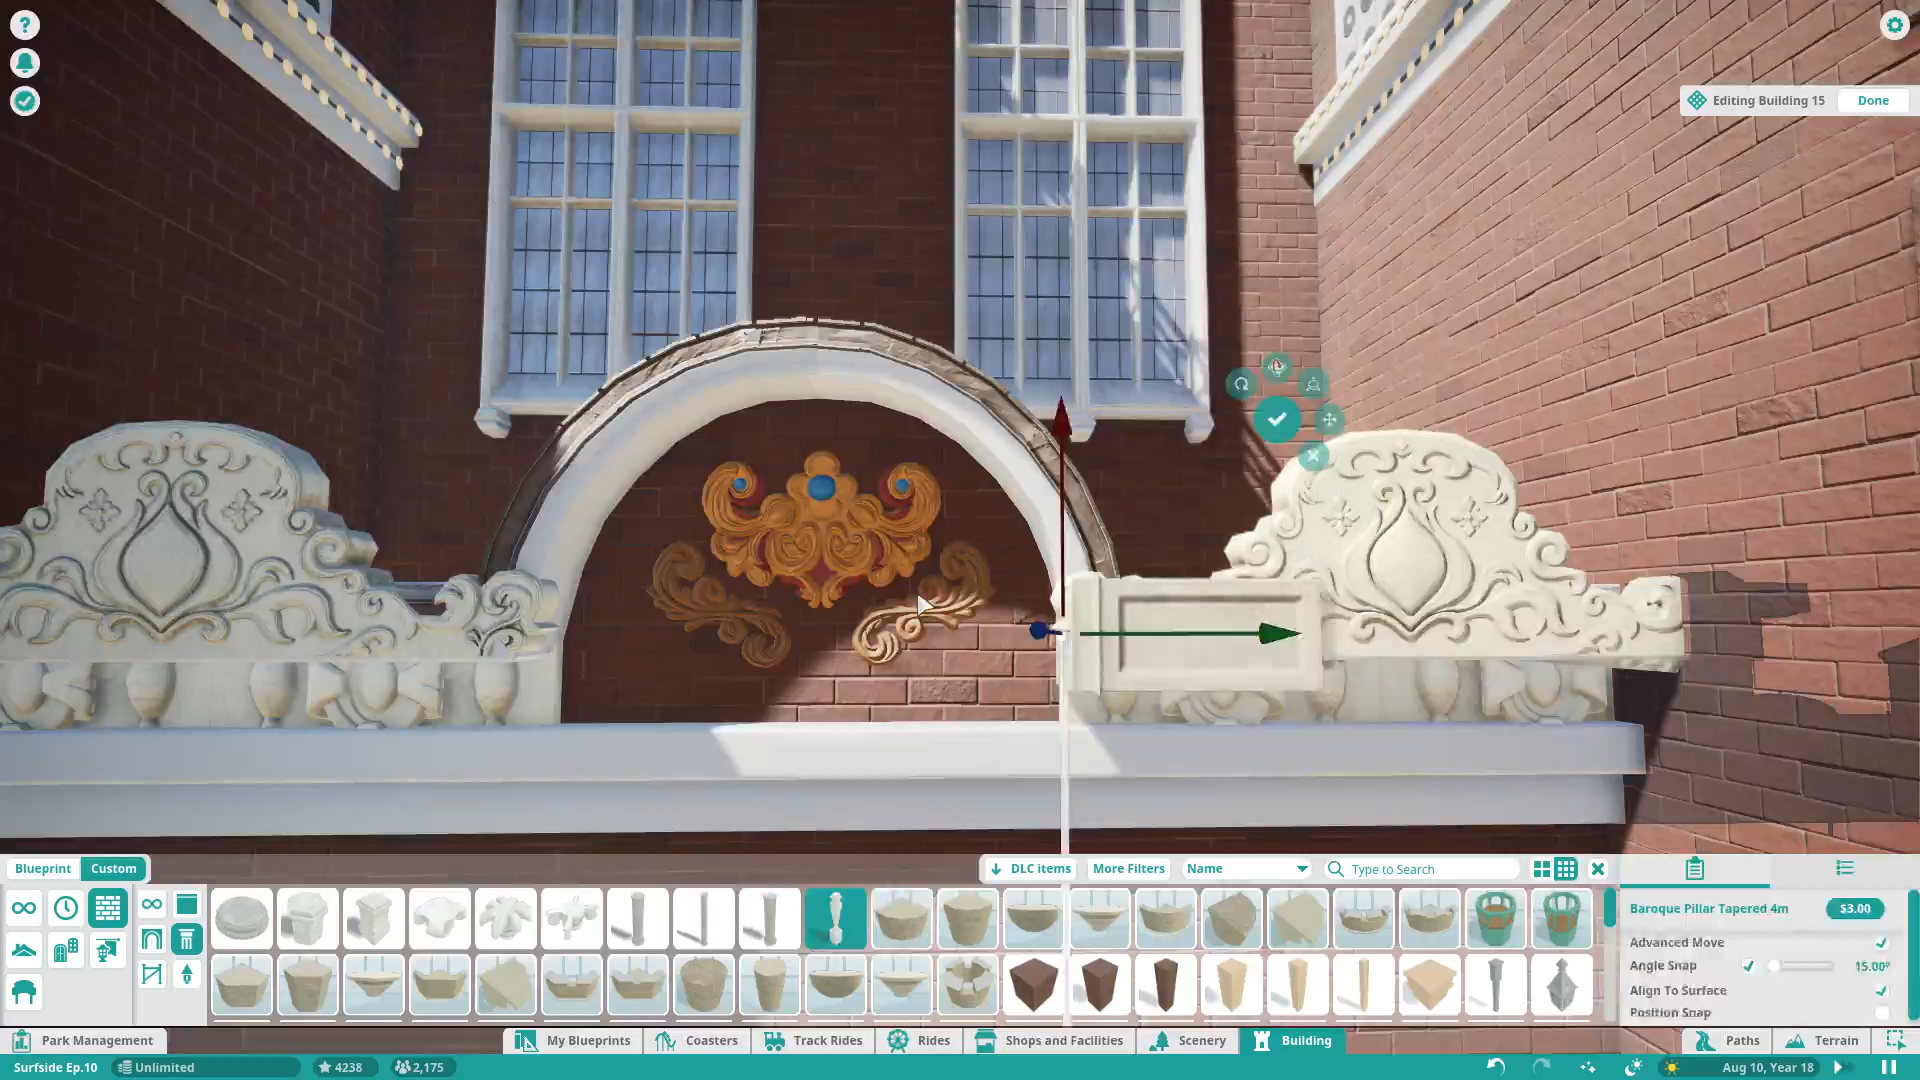 ?
Editing Building 15 Done
Blueprint Custom
DLC items More Filters Name Type to Search
Baroque Pillar Tapered 4m $3.00
Advanced Move
Angle Snap 15.00°
Align To Surface
Position Snap
Park Management My Blueprints Coasters Track Rides Rides Shops and Facilities Scenery Building Paths Terrain
Surfside Ep.10 Unlimited 4238 2,175 Aug 10, Year 18